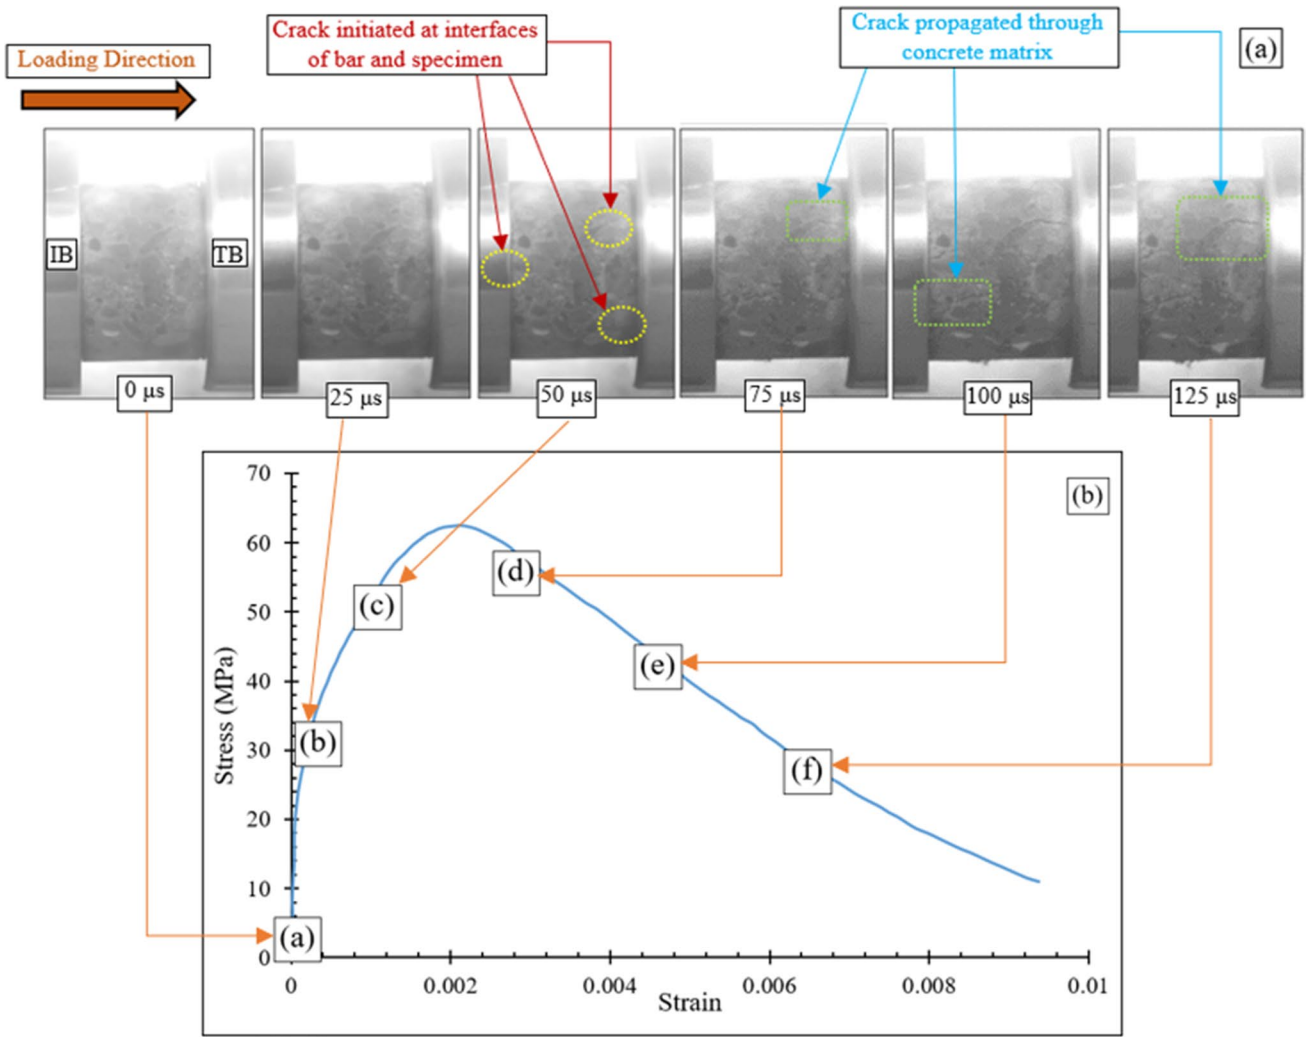 Crack initiated at interfaces
of bar and specimen
Crack propagated through
concrete matrix
(a)
Loading Direction
IB
TB
0 µs
25 µs
50 µs
75 µs
100 µs
125 µs
(b)
70
60
50
40
30
20
10
0
Stress (MPa)
(a)
(b)
(c)
(d)
(e)
(f)
0
0.002
0.004
0.006
0.008
0.01
Strain